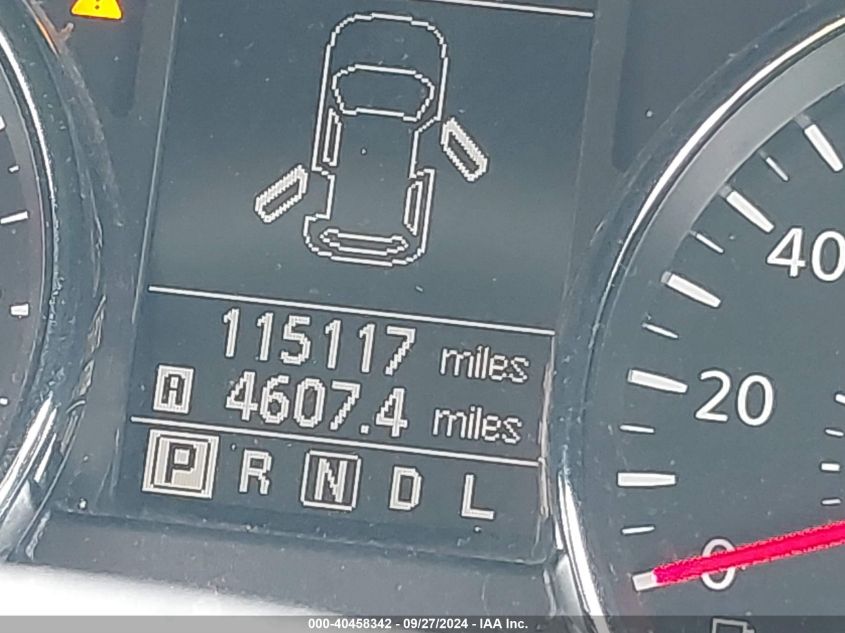 115117 miles
A 4607.4 miles
P R N D L
40
20
0
000-40458342 - 09/27/2024 - IAA Inc.